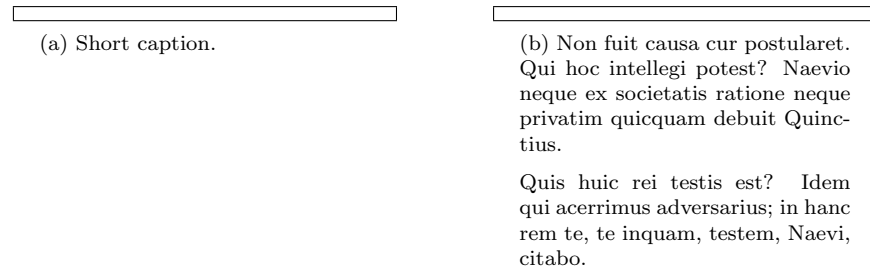 (a) Short caption.
(b) Non fuit causa cur postularet.
Qui hoc intellegi potest? Naevio
neque ex societatis ratione neque
privatim quicquam debuit Quinc-
tius.
Quis huic rei testis est? Idem
qui acerrimus adversarius; in hanc
rem te, te inquam, testem, Naevi,
citabo.